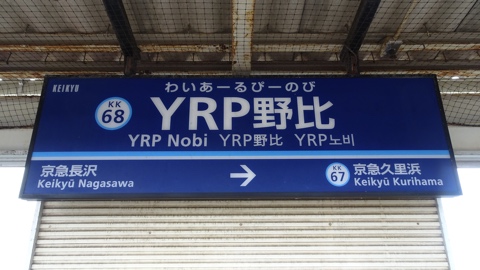 KEIKYU
わいあーるぴーのび
KK
68
YRP野比
YRP Nobi YRP野比 YRP노비
京急長沢
Keikyū Nagasawa
→
KK
67
京急久里浜
Keikyū Kurihama